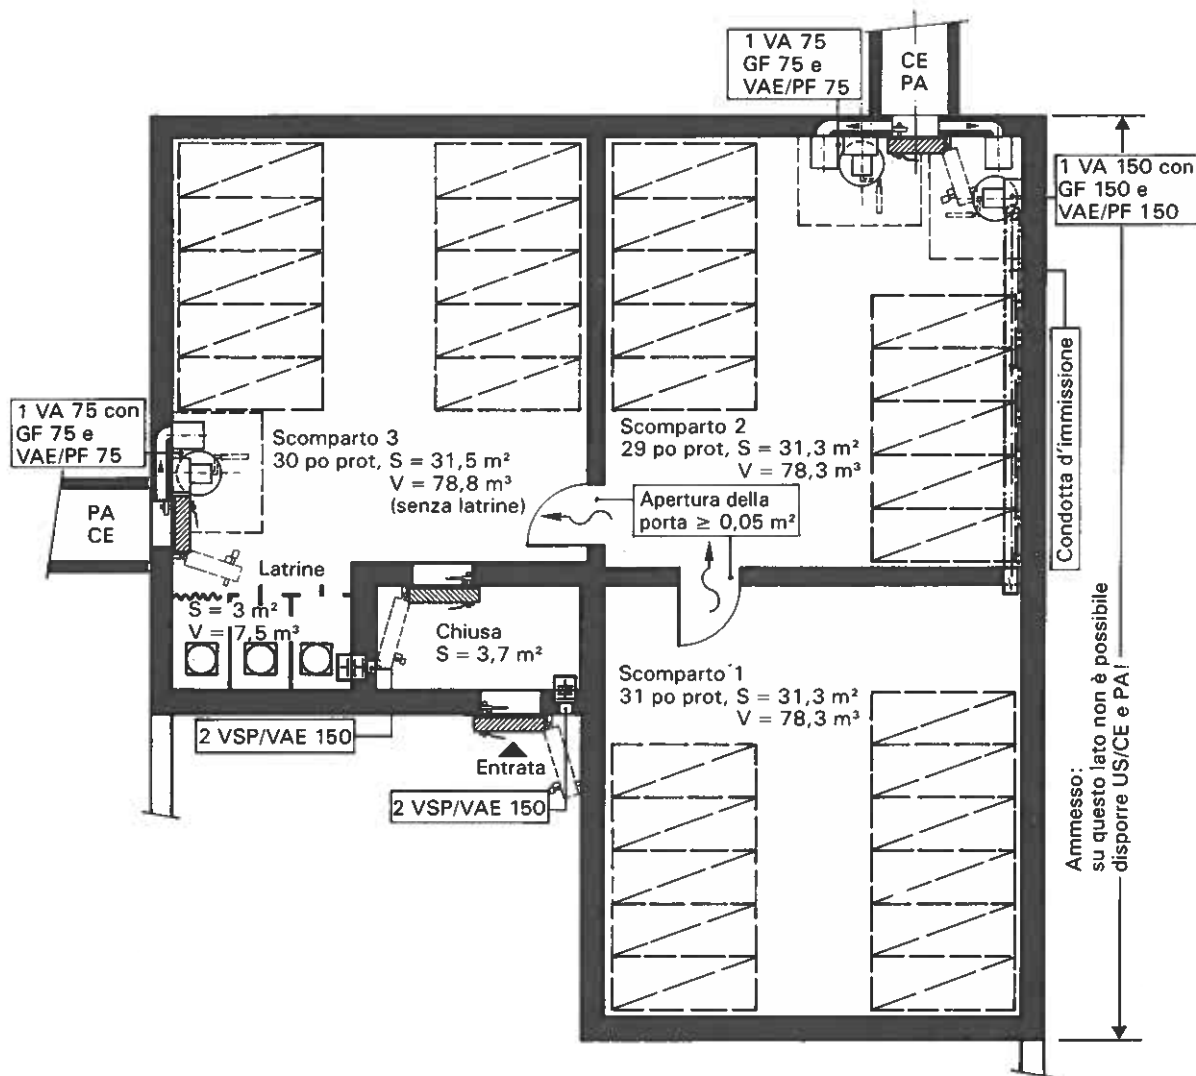 1 VA 75
GF 75 e
VAE/PF 75
CE
PA
1 VA 150 con
GF 150 e
VAE/PF 150
Condotta d'immissione
1 VA 75 con
GF 75 e
VAE/PF 75
Scomparto 3
30 po prot, S = 31,5 m²
V = 78,8 m³
(senza latrine)
Scomparto 2
29 po prot, S = 31,3 m²
V = 78,3 m³
Apertura della
porta ≥ 0,05 m²
PA
CE
Latrine
S = 3 m²
V = 7,5 m³
Chiusa
S = 3,7 m²
Scomparto 1
31 po prot, S = 31,3 m²
V = 78,3 m³
2 VSP/VAE 150
Entrata
2 VSP/VAE 150
Ammesso:
su questo lato non è possibile
disporre US/CE e PA!